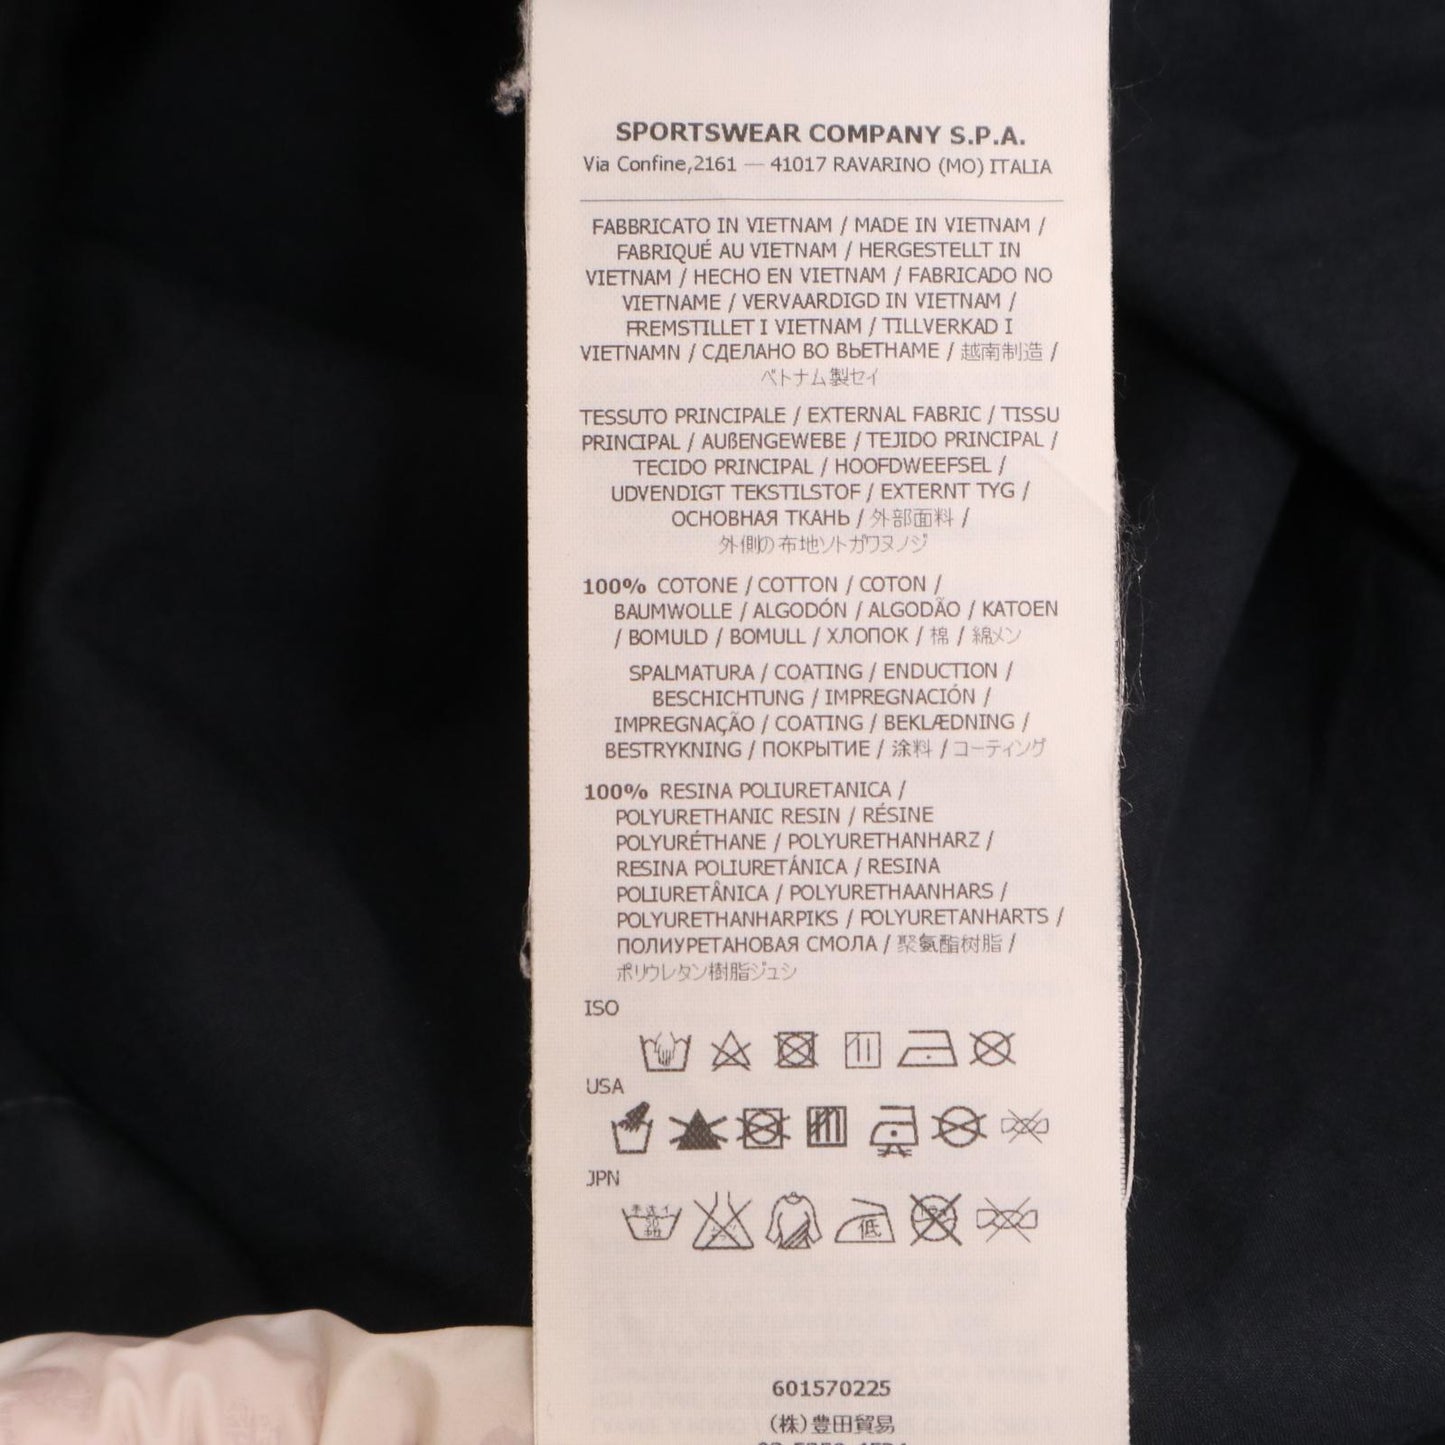 SPORTSWEAR COMPANY S.P.A.
Via Confine,2161 — 41017 RAVARINO (MO) ITALIA
FABBRICATO IN VIETNAM / MADE IN VIETNAM /
FABRIQUÉ AU VIETNAM / HERGESTELLT IN
VIETNAM / HECHO EN VIETNAM / FABRICADO NO
VIETNAME / VERVAARDIGD IN VIETNAM /
FREMSTILLET I VIETNAM / TILLVERKAD I
VIETNAMN / СДЕЛАНО ВО ВЬЕТНАМЕ / 越南制造 /
ベトナム製セイ
TESSUTO PRINCIPALE / EXTERNAL FABRIC / TISSU
PRINCIPAL / AUßENGEWEBE / TEJIDO PRINCIPAL /
TECIDO PRINCIPAL / HOOFDWEEFSEL /
UDVENDIGT TEKSTILSTOF / EXTERNT TYG /
ОСНОВНАЯ ТКАНЬ / 外部面料 /
外側の布地ソトガワヌノジ
100% COTONE / COTTON / COTON /
BAUMWOLLE / ALGODÓN / ALGODÃO / KATOEN
/ BOMULD / BOMULL / ХЛОПОК / 棉 / 綿メン
SPALMATURA / COATING / ENDUCTION /
BESCHICHTUNG / IMPREGNACIÓN /
IMPREGNAÇÃO / COATING / BEKLÆDNING /
BESTRYKNING / ПОКРЫТИЕ / 涂料 / コーティング
100% RESINA POLIURETANICA /
POLYURETHANIC RESIN / RÉSINE
POLYURÉTHANE / POLYURETHANHARZ /
RESINA POLIURETÁNICA / RESINA
POLIURETÂNICA / POLYURETHAANHARS /
POLYURETHANHARPIKS / POLYURETANHARTS /
ПОЛИУРЕТАНОВАЯ СМОЛА / 聚氨酯树脂 /
ポリウレタン樹脂ジュシ
ISO
USA
JPN
手洗イ
30
中性
低
601570225
(株)豊田貿易